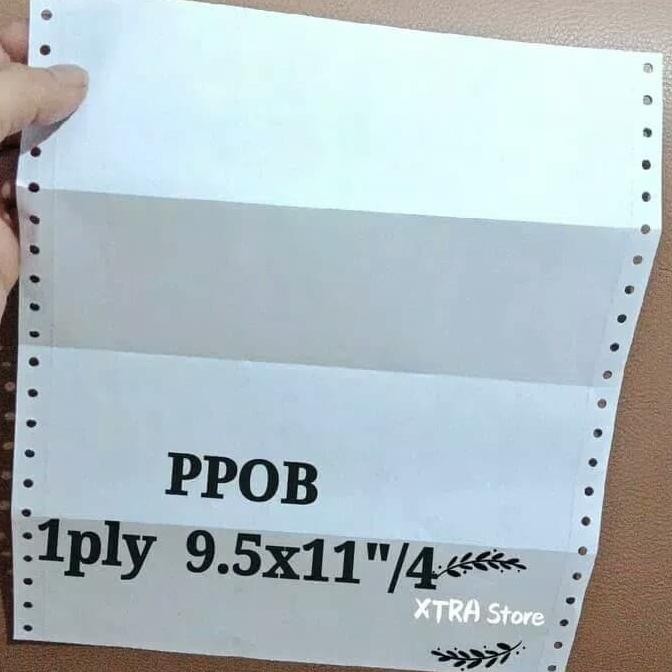 PPOB
1ply 9.5x11"/4
XTRA Store